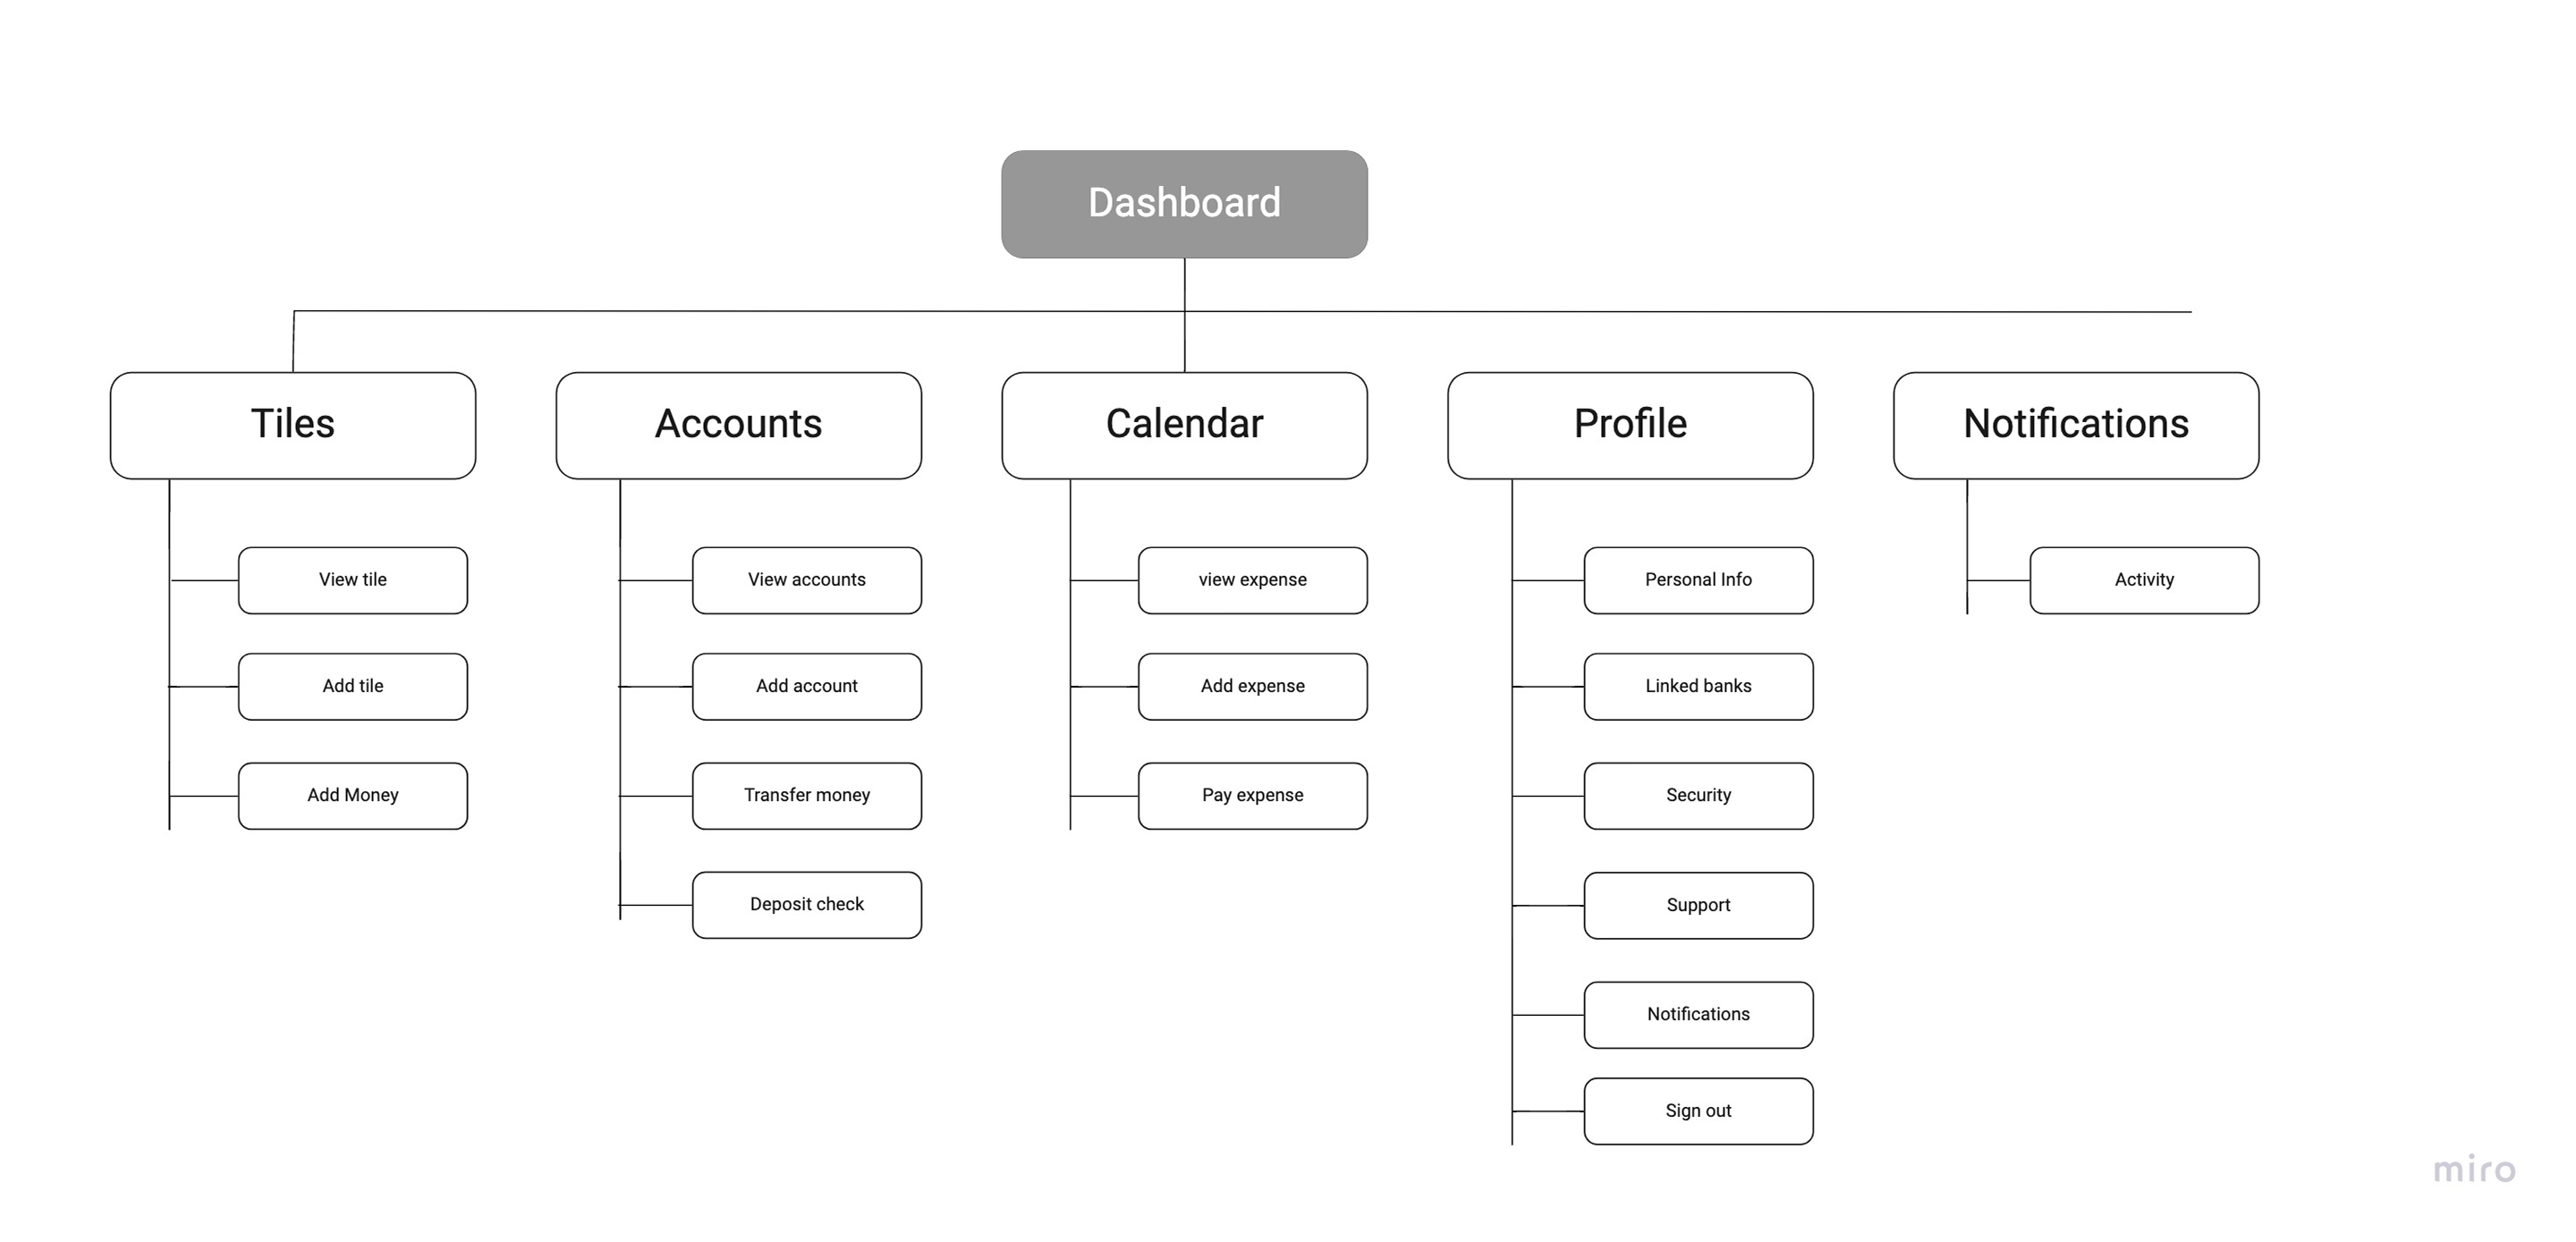 Dashboard
Tiles
Accounts
Calendar
Profile
Notifications
View tile
Add tile
Add Money
View accounts
Add account
Transfer money
Deposit check
view expense
Add expense
Pay expense
Personal Info
Linked banks
Security
Support
Notifications
Sign out
Activity
miro